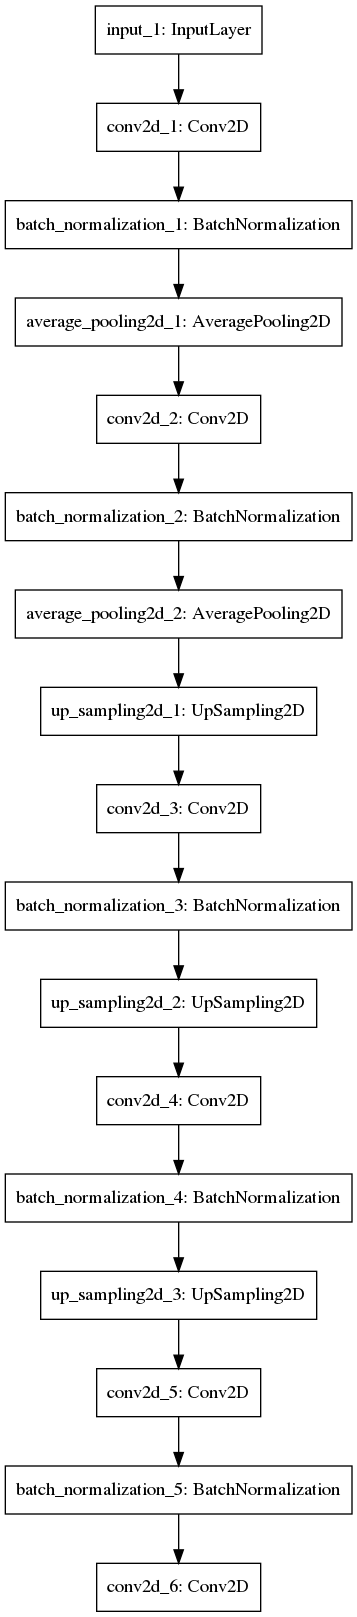 input_1: InputLayer
conv2d_1: Conv2D
batch_normalization_1: BatchNormalization
average_pooling2d_1: AveragePooling2D
conv2d_2: Conv2D
batch_normalization_2: BatchNormalization
average_pooling2d_2: AveragePooling2D
up_sampling2d_1: UpSampling2D
conv2d_3: Conv2D
batch_normalization_3: BatchNormalization
up_sampling2d_2: UpSampling2D
conv2d_4: Conv2D
batch_normalization_4: BatchNormalization
up_sampling2d_3: UpSampling2D
conv2d_5: Conv2D
batch_normalization_5: BatchNormalization
conv2d_6: Conv2D